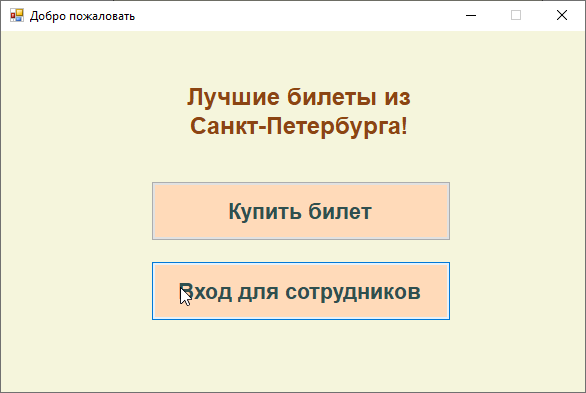 Добро пожаловать
Лучшие билеты из
Санкт-Петербурга!
Купить билет
Вход для сотрудников